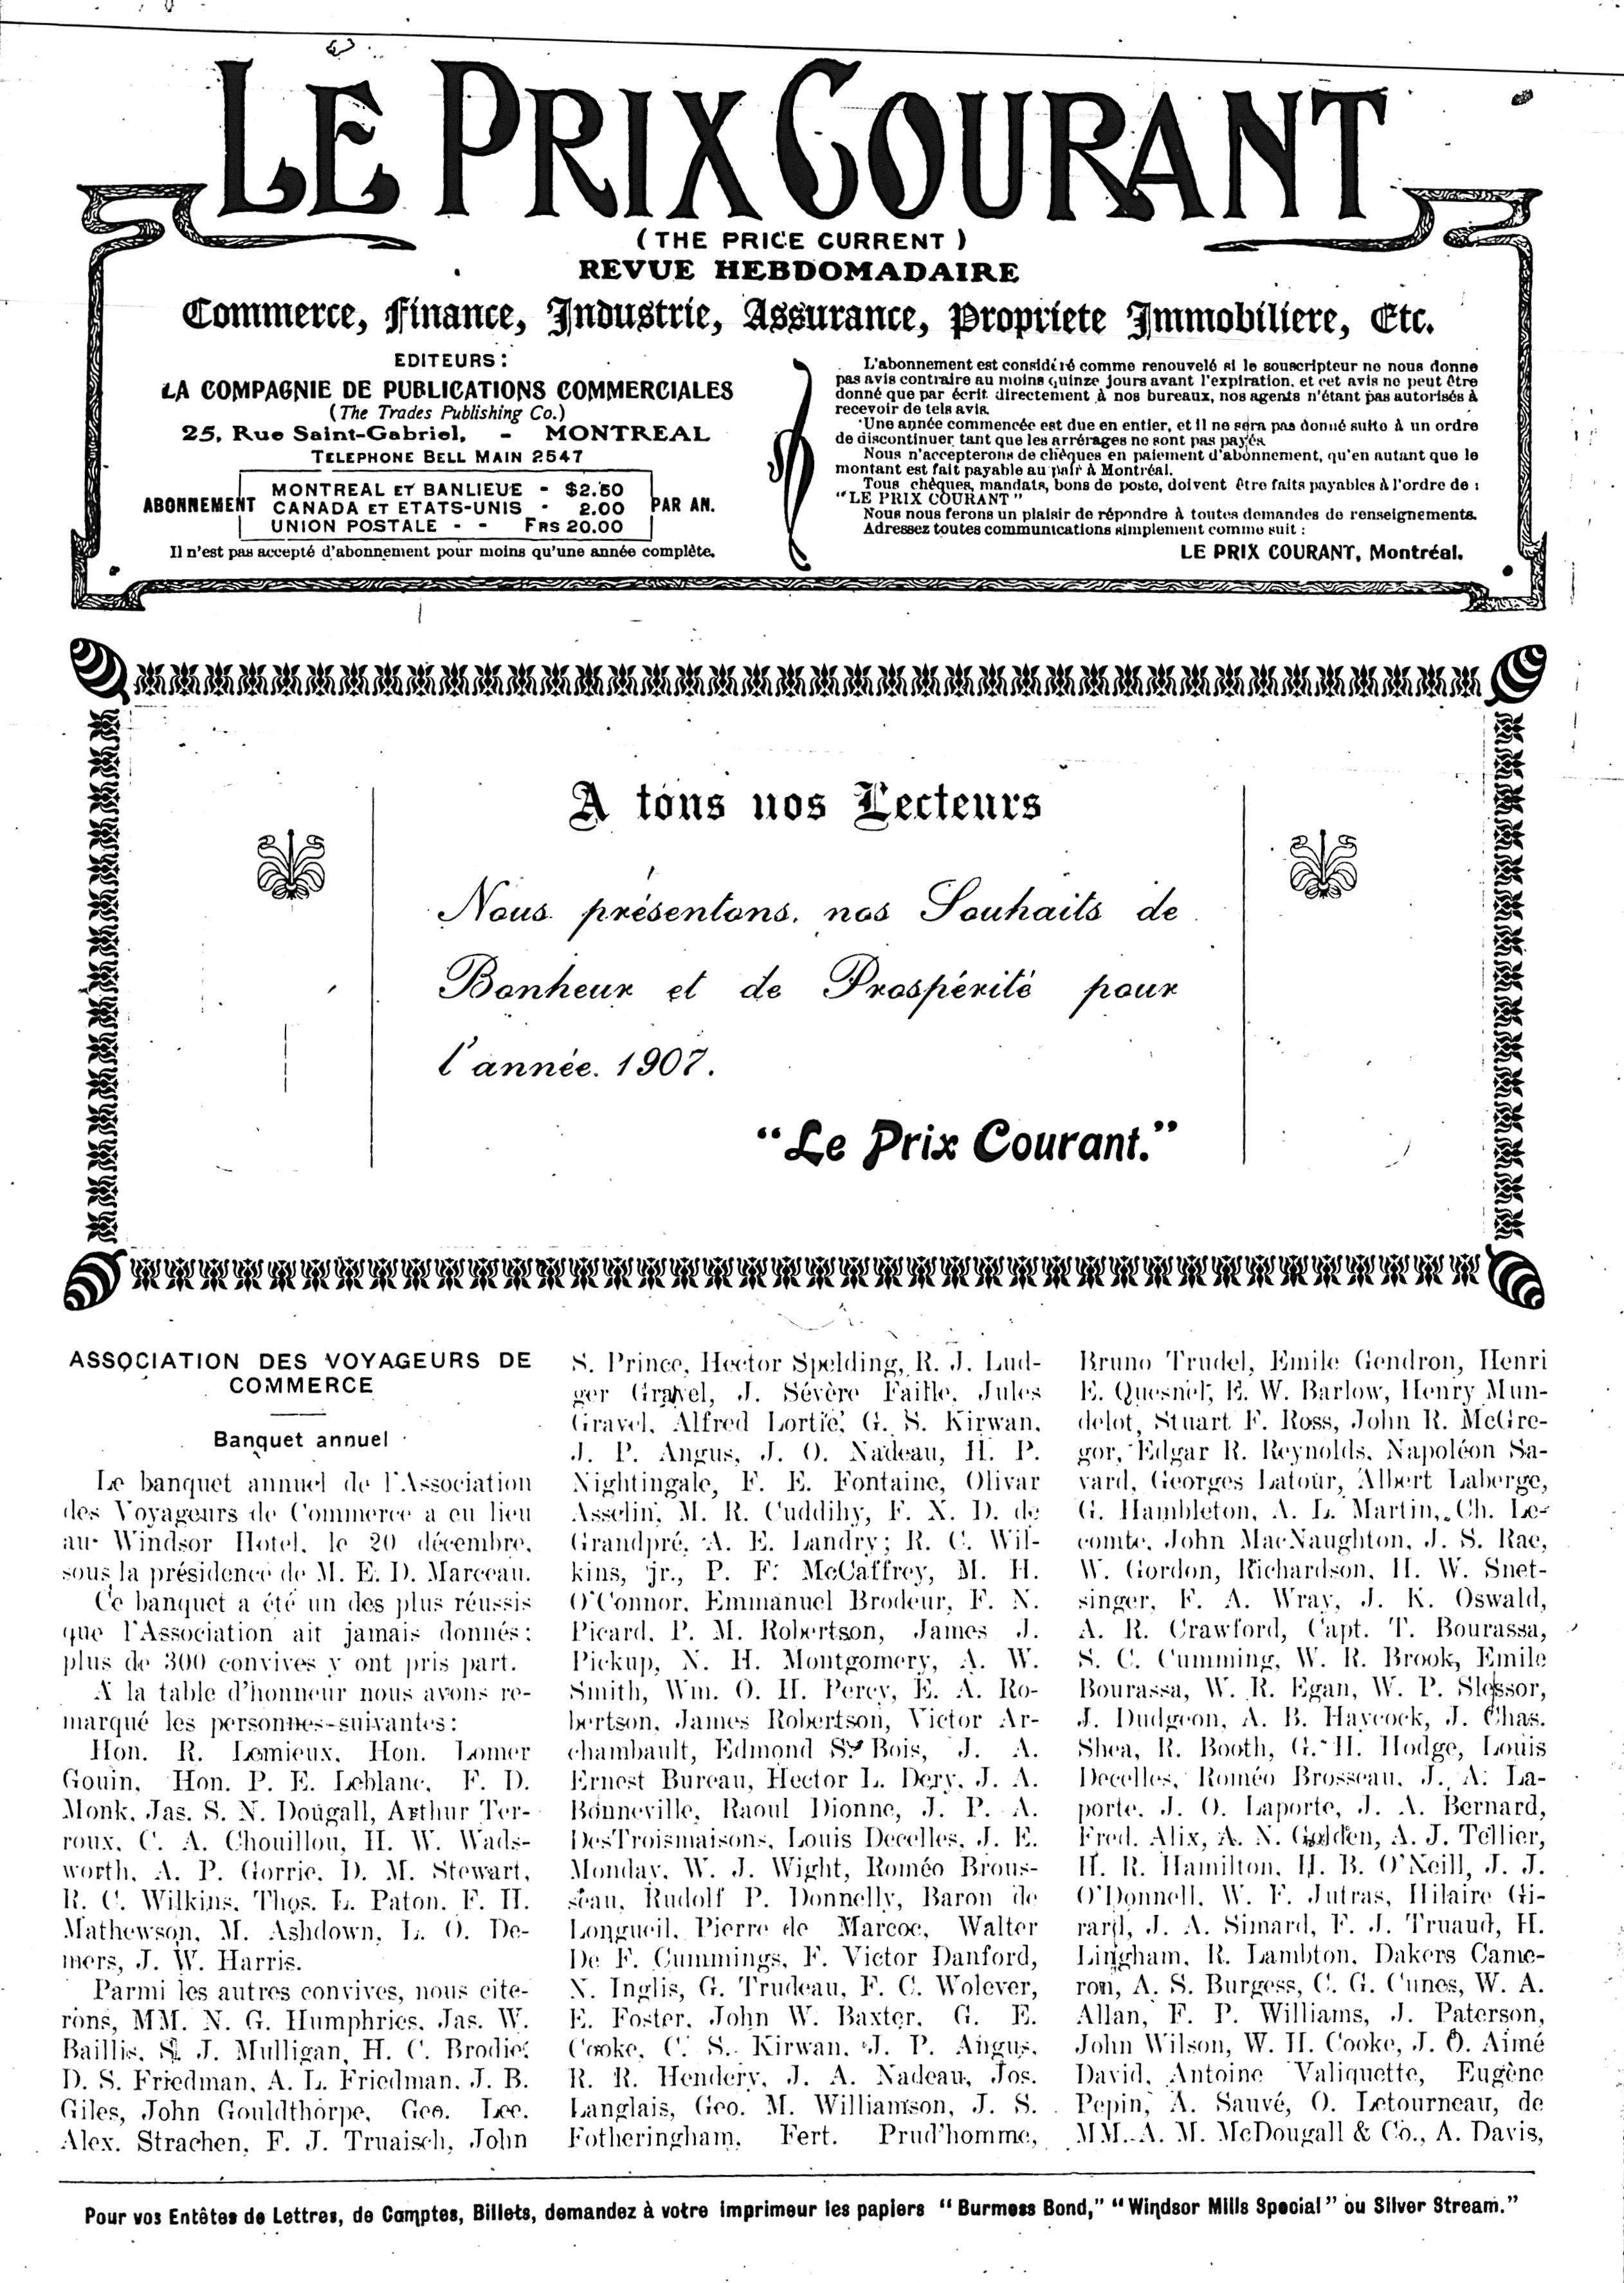 LE PRIX COURANT
(THE PRICE CURRENT)
REVUE HEBDOMADAIRE
Commerce, Finance, Industrie, Assurance, Propriete Immobiliere, Etc.
EDITEURS:
LA COMPAGNIE DE PUBLICATIONS COMMERCIALES
(The Trades Publishing Co.)
25, Rue Saint-Gabriel, - MONTREAL
TELEPHONE BELL MAIN 2547
ABONNEMENT
MONTREAL ET BANLIEUE - $2.50
CANADA ET ETATS-UNIS - 2.00
UNION POSTALE - - FRS 20.00
PAR AN.
Il n'est pas accepté d'abonnement pour moins qu'une année complète.
L'abonnement est considéré comme renouvelé si le souscripteur ne nous donne
pas avis contraire au moins quinze jours avant l'expiration, et cet avis ne peut être
donné que par écrit directement à nos bureaux, nos agents n'étant pas autorisés à
recevoir de tels avis.
Une année commencée est due en entier, et il ne sera pas donné suite à un ordre
de discontinuer tant que les arrérages ne sont pas payés.
Nous n'accepterons de chèques en paiement d'abonnement, qu'en autant que le
montant est fait payable au pair à Montréal.
Tous chèques, mandats, bons de poste, doivent être faits payables à l'ordre de:
"LE PRIX COURANT"
Nous nous ferons un plaisir de répondre à toutes demandes de renseignements.
Adressez toutes communications simplement comme suit:
LE PRIX COURANT, Montréal.
A tous nos Lecteurs
Nous présentons, nos Souhaits de
Bonheur et de Prospérité pour
l'année. 1907.
"Le Prix Courant."
ASSOCIATION DES VOYAGEURS DE
COMMERCE
Banquet annuel
Le banquet annuel de l'Association
des Voyageurs de Commerce a eu lieu
au Windsor Hotel, le 20 décembre,
sous la présidence de M. E. D. Marceau.
Ce banquet a été un des plus réussis
que l'Association ait jamais donnés;
plus de 300 convives y ont pris part.
A la table d'honneur nous avons re-
marqué les personnes suivantes:
Hon. R. Lemieux, Hon. Lomer
Gouin, Hon. P. E. Leblanc, F. D.
Monk, Jas. S. N. Dougall, Arthur Ter-
roux, C. A. Chouillou, H. W. Wads-
worth, A. P. Gorrie, D. M. Stewart,
R. C. Wilkins, Thos. L. Paton, F. H.
Mathewson, M. Ashdown, L. O. De-
mers, J. W. Harris.
Parmi les autres convives, nous cite-
rons, MM. N. G. Humphries, Jas. W.
Baillis, S. J. Mulligan, H. C. Brodie,
D. S. Friedman, A. L. Friedman, J. B.
Giles, John Gouldthorpe, Geo. Lee,
Alex. Strachen, F. J. Truaisch, John
S. Prince, Hector Spelding, R. J. Lud-
ger Gravel, J. Sévère Faille, Jules
Gravel, Alfred Lortie, G. S. Kirwan,
J. P. Angus, J. O. Nadeau, H. P.
Nightingale, F. E. Fontaine, Olivar
Asselin, M. R. Cuddihy, F. X. D. de
Grandpré, A. E. Landry; R. C. Wil-
kins, jr., P. F. McCaffrey, M. H.
O'Connor, Emmanuel Brodeur, F. N.
Picard, P. M. Robertson, James J.
Pickup, N. H. Montgomery, A. W.
Smith, Wm. O. H. Percy, E. A. Ro-
bertson, James Robertson, Victor Ar-
chambault, Edmond St Bois, J. A.
Ernest Bureau, Hector L. Dery, J. A.
Bonneville, Raoul Dionne, J. P. A.
DesTroismaisons, Louis Decelles, J. E.
Monday, W. J. Wight, Roméo Brous-
seau, Rudolf P. Donnelly, Baron de
Longueil, Pierre de Marcoc, Walter
De F. Cummings, F. Victor Danford,
N. Inglis, G. Trudeau, F. C. Wolever,
E. Foster, John W. Baxter, G. E.
Cooke, C. S. Kirwan, J. P. Angus,
R. R. Hendery, J. A. Nadeau, Jos.
Langlais, Geo. M. Williamson, J. S.
Fotheringham, Fert. Prud'homme,
Bruno Trudel, Emile Gendron, Henri
E. Quesnel, E. W. Barlow, Henry Mun-
delot, Stuart F. Ross, John R. McGre-
gor, Edgar R. Reynolds, Napoléon Sa-
vard, Georges Latour, Albert Laberge,
G. Hambleton, A. L. Martin, Ch. Le-
comte, John MacNaughton, J. S. Rae,
W. Gordon, Richardson, H. W. Snet-
singer, F. A. Wray, J. K. Oswald,
A. R. Crawford, Capt. T. Bourassa,
S. C. Cumming, W. R. Brook, Emile
Bourassa, W. R. Egan, W. P. Slessor,
J. Dudgeon, A. B. Haycock, J. Chas.
Shea, R. Booth, G. H. Hodge, Louis
Decelles, Roméo Brosseau, J. A. La-
porte, J. O. Laporte, J. A. Bernard,
Fred. Alix, A. N. Golden, A. J. Tellier,
H. R. Hamilton, H. B. O'Neill, J. J.
O'Donnell, W. F. Jutras, Hilaire Gi-
rard, J. A. Simard, F. J. Truaud, H.
Lingham, R. Lambton, Dakers Came-
ron, A. S. Burgess, C. G. Cunes, W. A.
Allan, F. P. Williams, J. Paterson,
John Wilson, W. H. Cooke, J. O. Aimé
David, Antoine Valiquette, Eugène
Pepin, A. Sauvé, O. Letourneau, de
MM. A. M. McDougall & Co., A. Davis,
Pour vos Entêtes de Lettres, de Comptes, Billets, demandez à votre imprimeur les papiers "Burmess Bond," "Windsor Mills Special" ou Silver Stream."